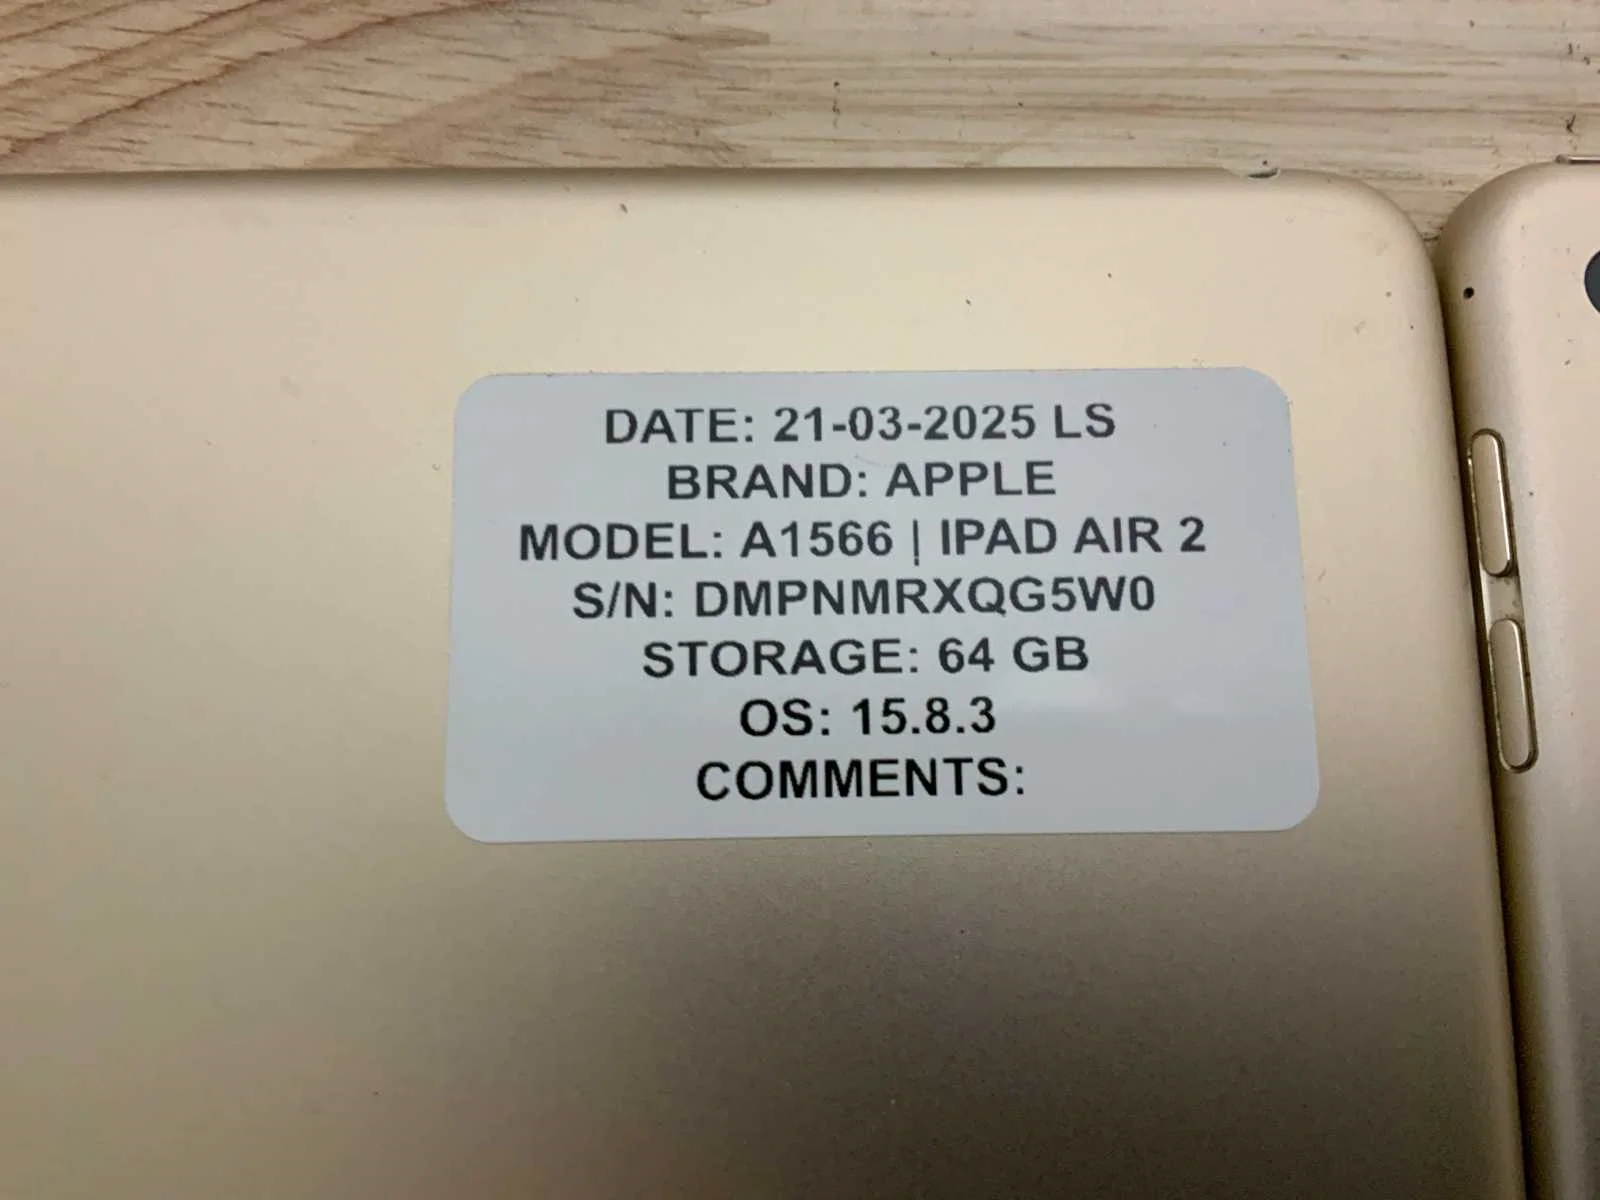 DATE: 21-03-2025 LS
BRAND: APPLE
MODEL: A1566 | IPAD AIR 2
S/N: DMPNMRXQG5W0
STORAGE: 64 GB
OS: 15.8.3
COMMENTS: